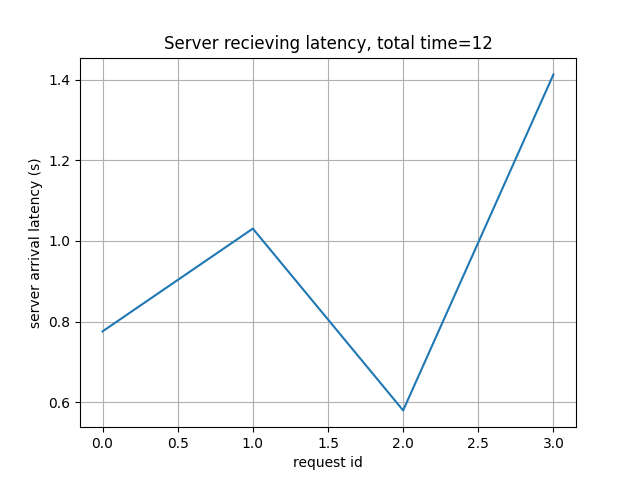 Server recieving latency, total time=12
server arrival latency (s)
1.4
1.2
1.0
0.8
0.6
0.0 0.5 1.0 1.5 2.0 2.5 3.0
request id